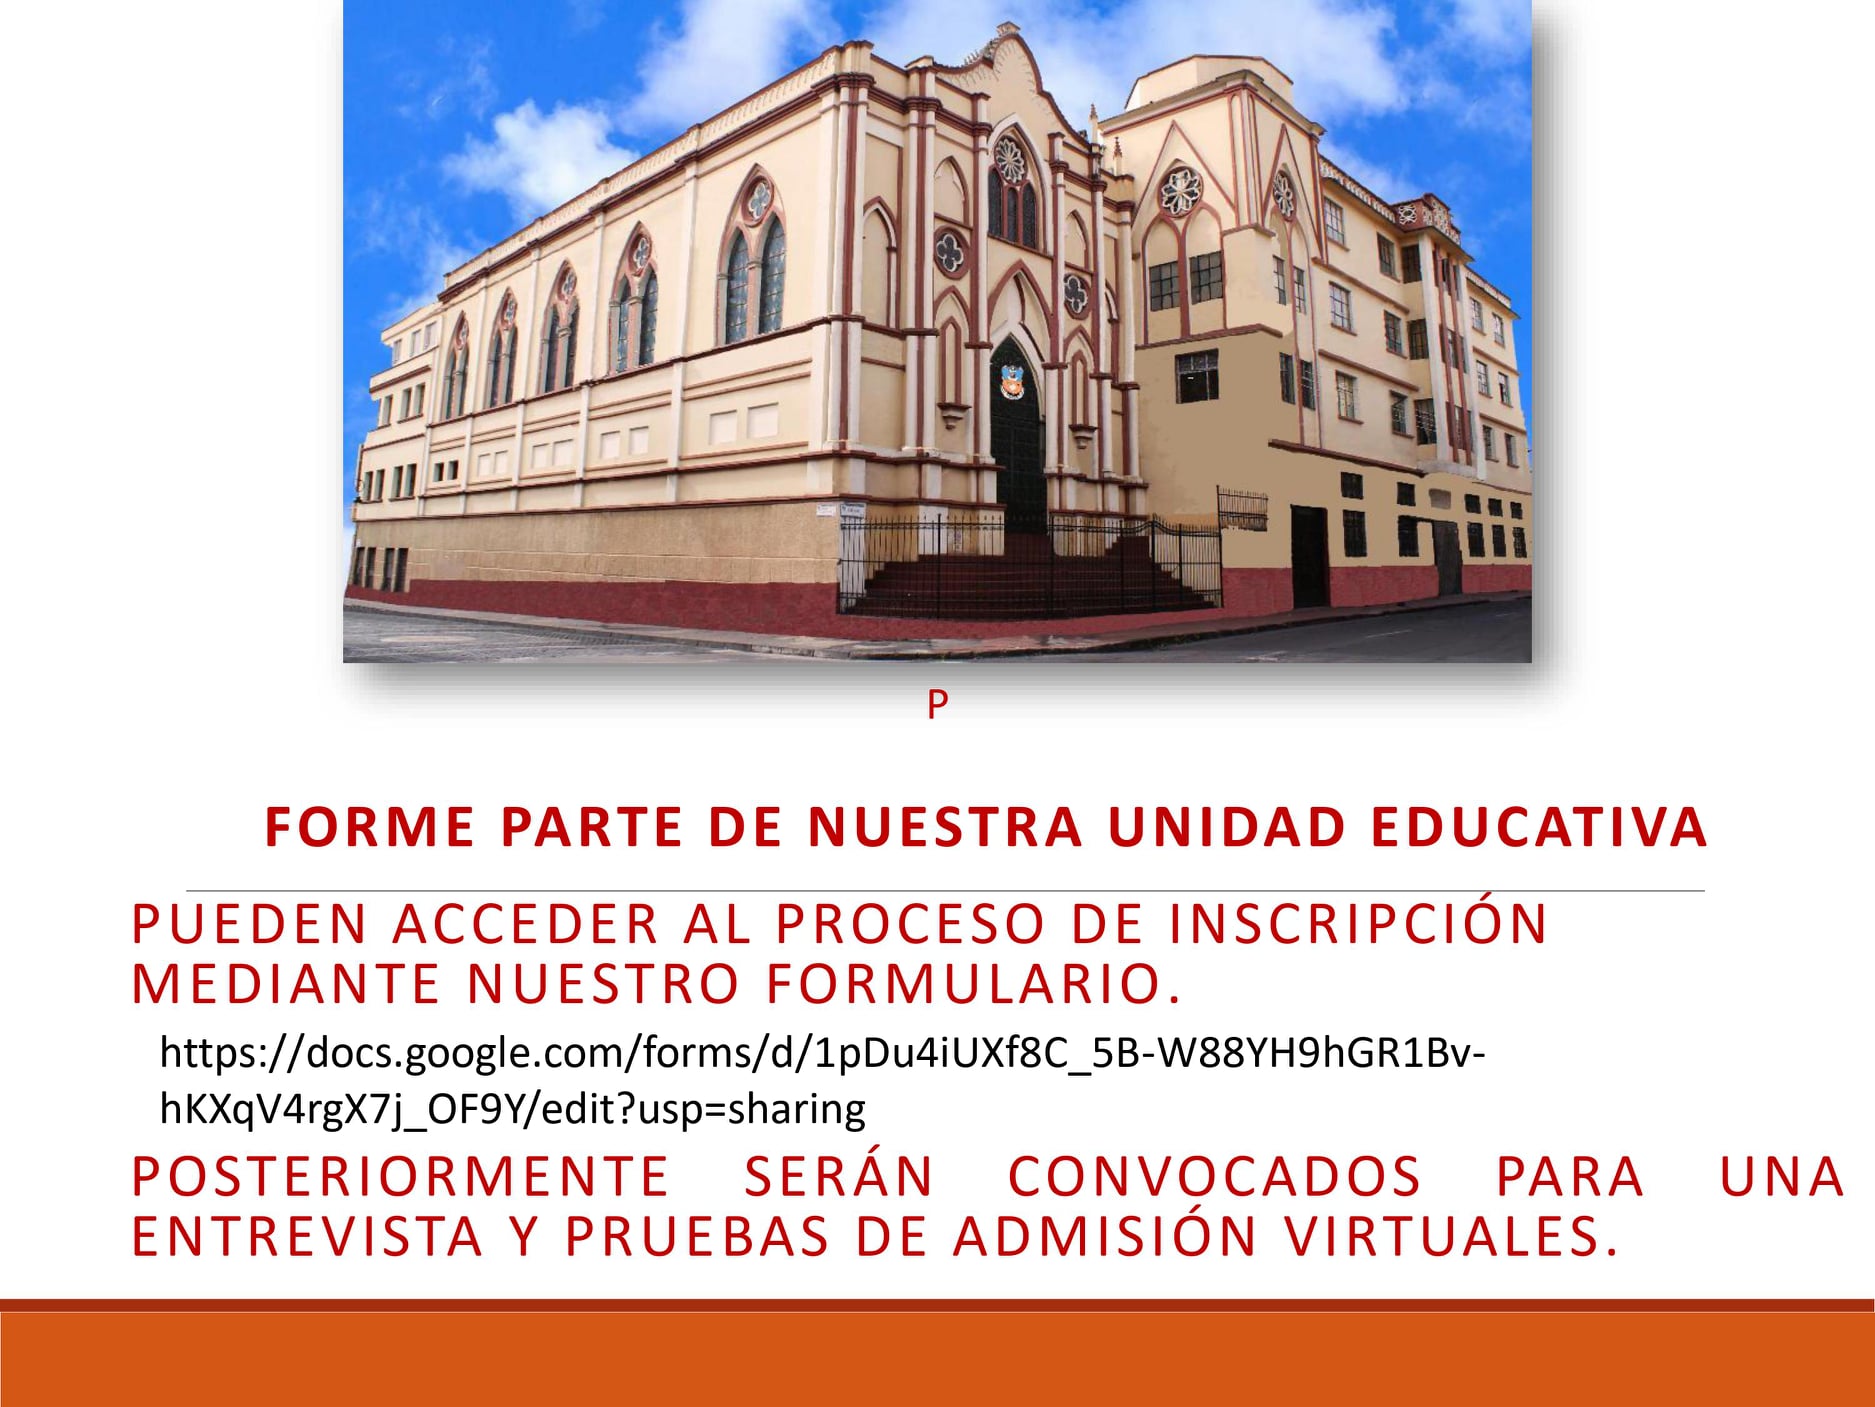 P
FORME PARTE DE NUESTRA UNIDAD EDUCATIVA
PUEDEN ACCEDER AL PROCESO DE INSCRIPCIÓN
MEDIANTE NUESTRO FORMULARIO.
https://docs.google.com/forms/d/1pDu4iUXf8C_5B-W88YH9hGR1Bv-
hKXqV4rgX7j_OF9Y/edit?usp=sharing
POSTERIORMENTE SERÁN CONVOCADOS PARA UNA
ENTREVISTA Y PRUEBAS DE ADMISIÓN VIRTUALES.